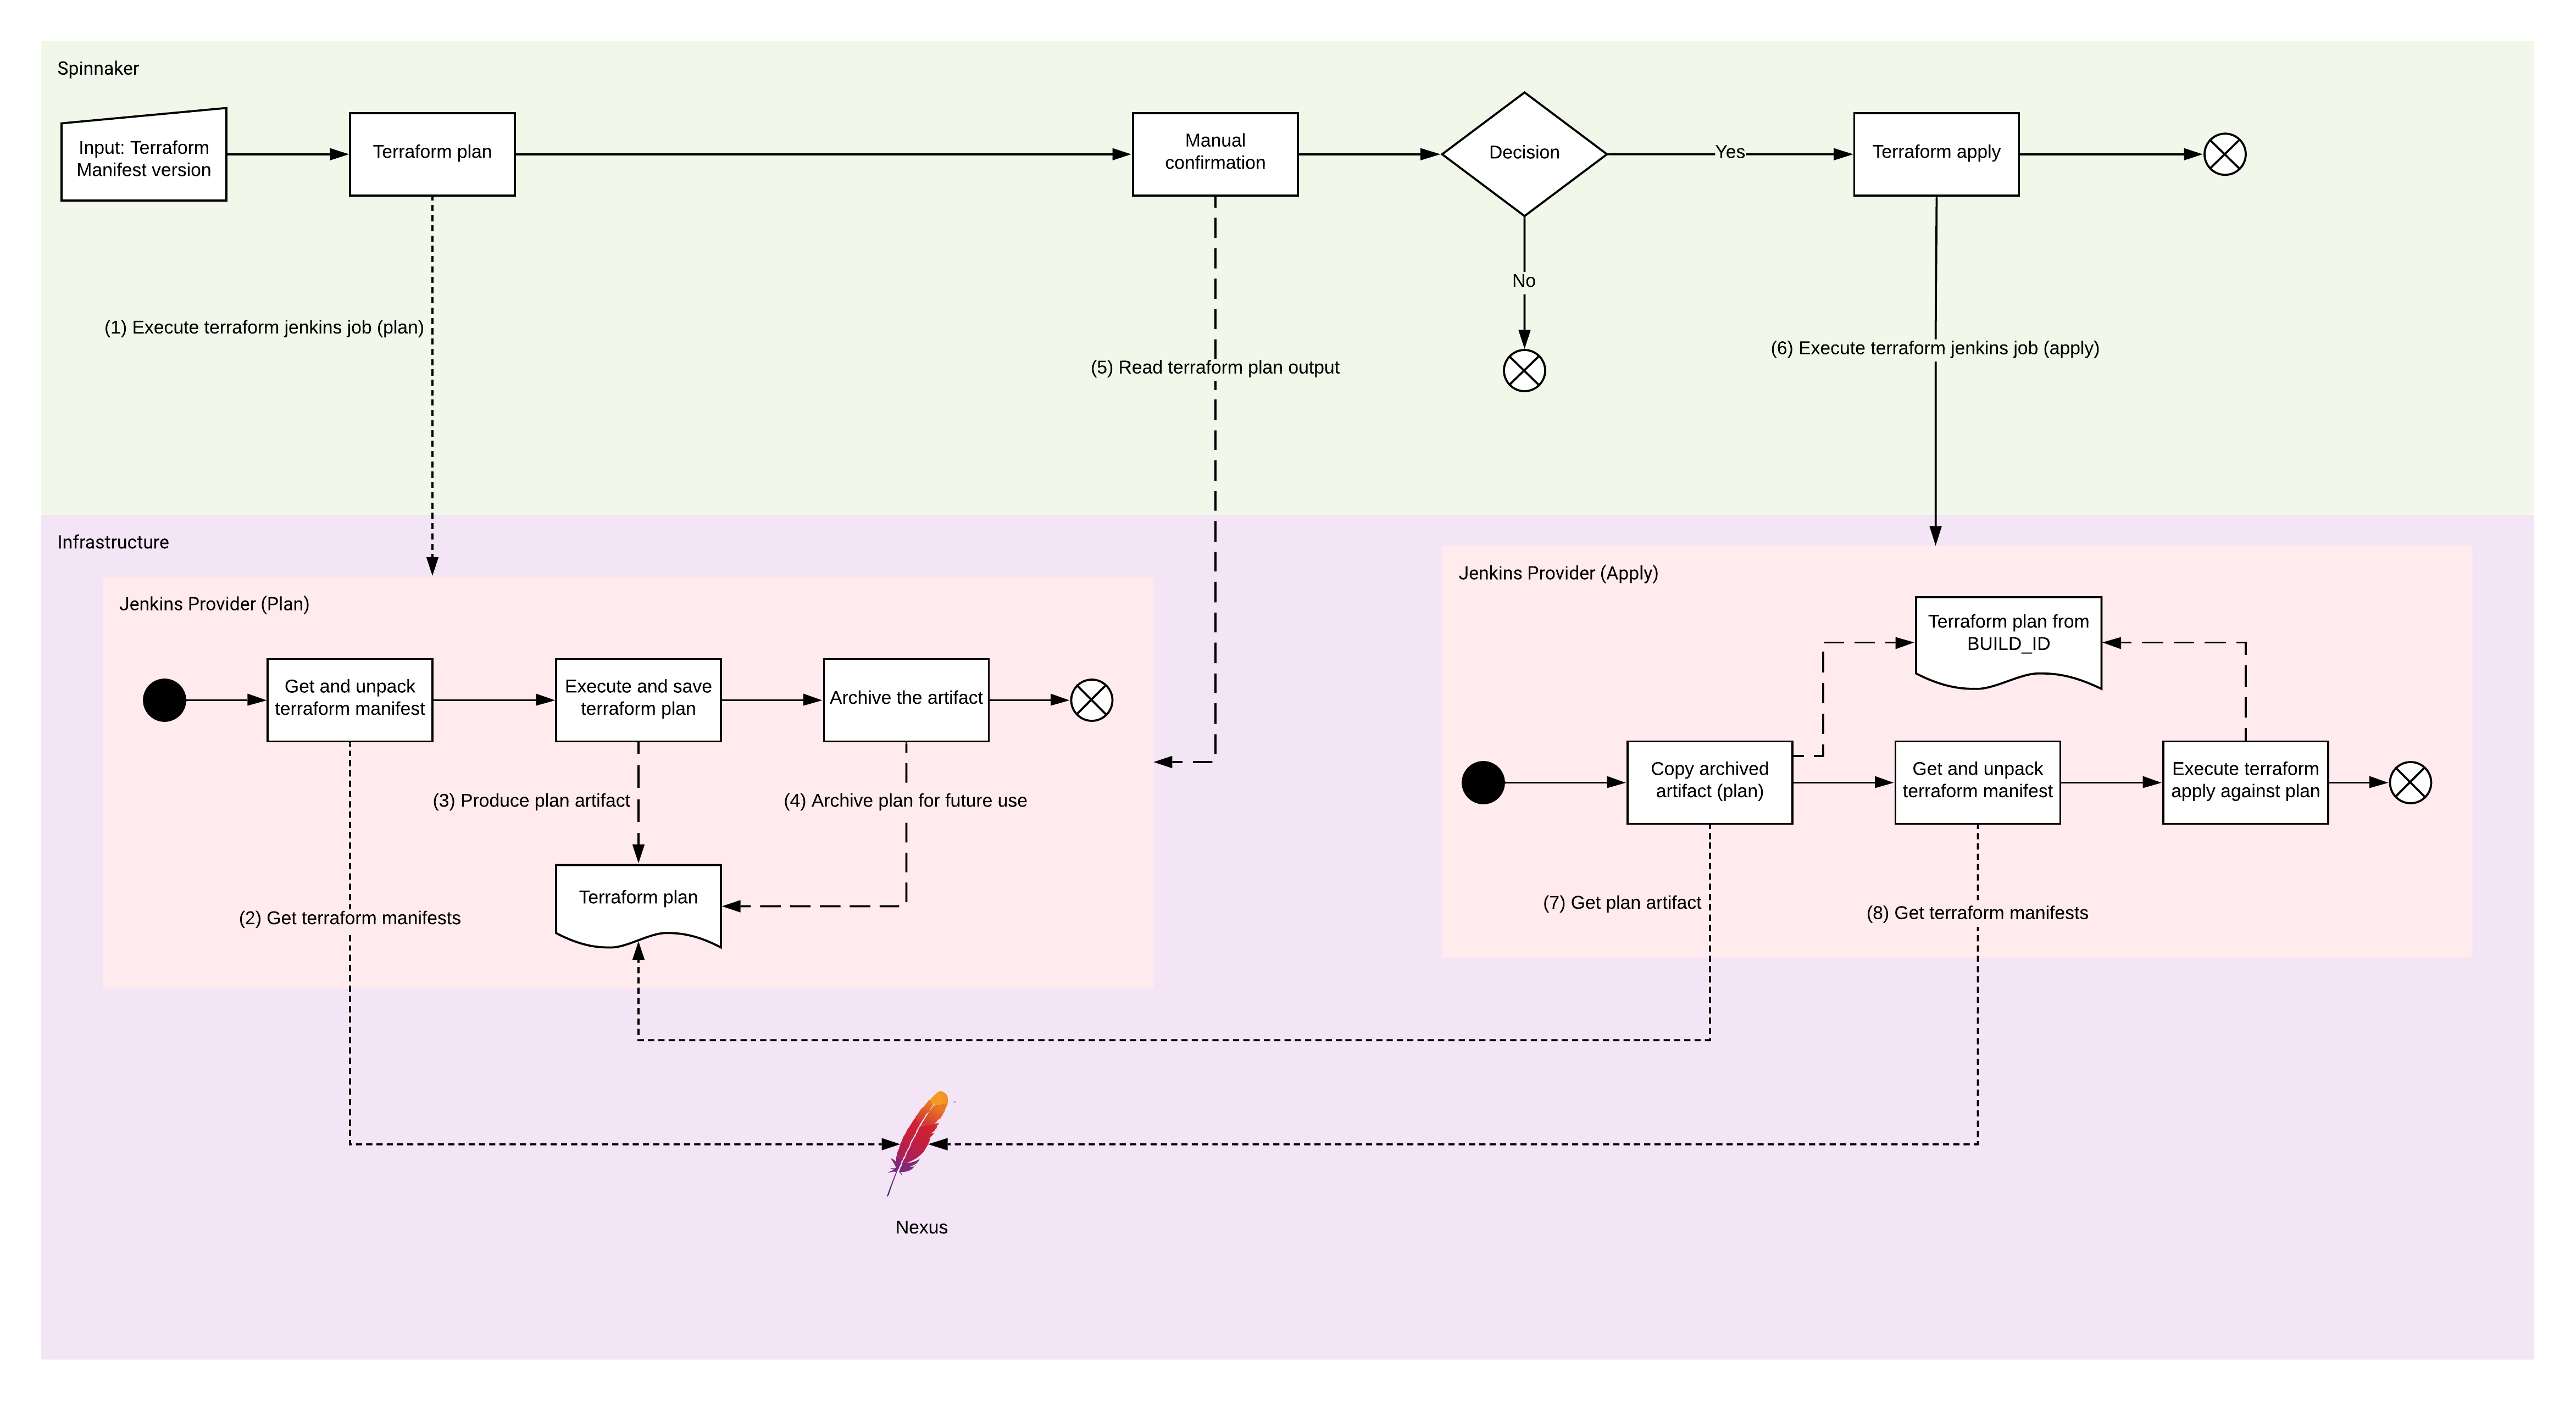 Spinnaker
Input: Terraform
Manifest version
Terraform plan
Manual
confirmation
Decision
Yes
Terraform apply
No
(1) Execute terraform jenkins job (plan)
(5) Read terraform plan output
(6) Execute terraform jenkins job (apply)
Infrastructure
Jenkins Provider (Plan)
Get and unpack
terraform manifest
Execute and save
terraform plan
Archive the artifact
(3) Produce plan artifact
(4) Archive plan for future use
Terraform plan
(2) Get terraform manifests
Jenkins Provider (Apply)
Terraform plan from
BUILD_ID
Copy archived
artifact (plan)
Get and unpack
terraform manifest
Execute terraform
apply against plan
(7) Get plan artifact
(8) Get terraform manifests
Nexus